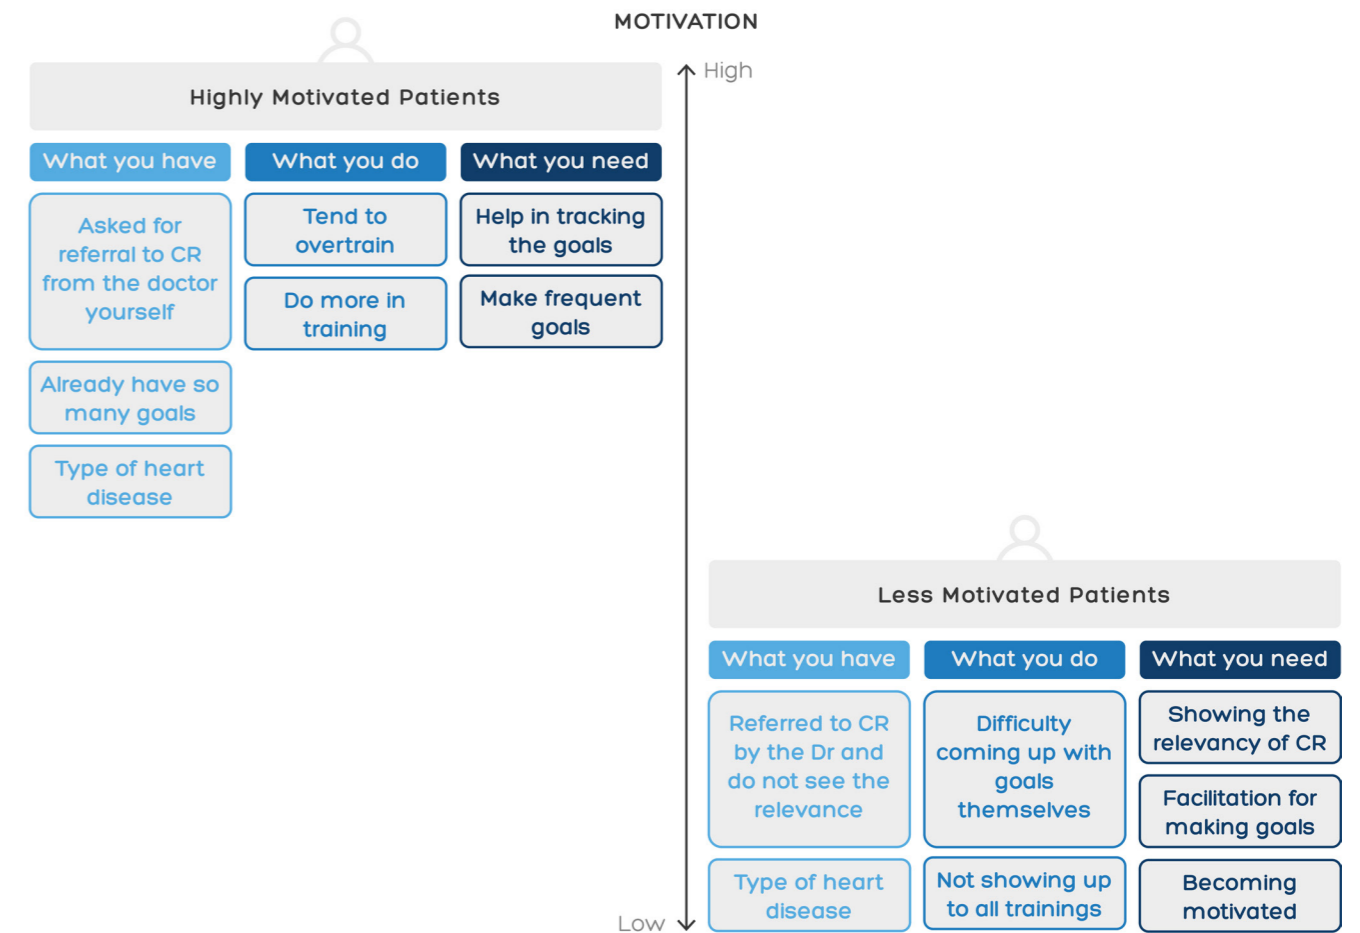 MOTIVATION
High
Highly Motivated Patients
What you have
Asked for
referral to CR
from the doctor
yourself
Already have so
many goals
Type of heart
disease
What you do
Tend to
overtrain
Do more in
training
What you need
Help in tracking
the goals
Make frequent
goals
Less Motivated Patients
What you have
Referred to CR
by the Dr and
do not see the
relevance
Type of heart
disease
What you do
Difficulty
coming up with
goals
themselves
Not showing up
to all trainings
What you need
Showing the
relevancy of CR
Facilitation for
making goals
Becoming
motivated
Low